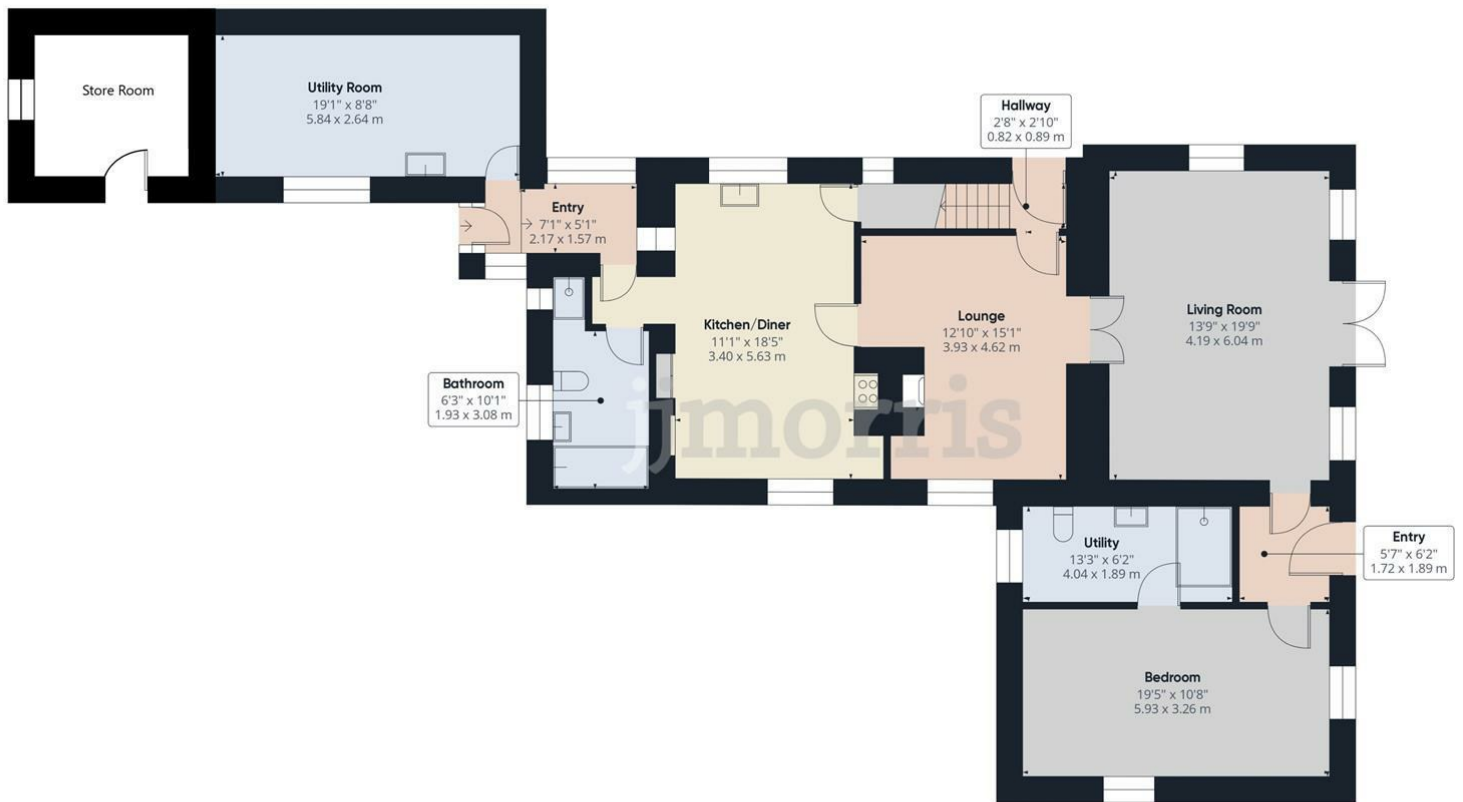 Store Room
Utility Room
19'1" x 8'8"
5.84 x 2.64 m
Hallway
2'8" x 2'10"
0.82 x 0.89 m
Entry
7'1" x 5'1"
2.17 x 1.57 m
Kitchen/Diner
11'1" x 18'5"
3.40 x 5.63 m
Lounge
12'10" x 15'1"
3.93 x 4.62 m
Living Room
13'9" x 19'9"
4.19 x 6.04 m
Bathroom
6'3" x 10'1"
1.93 x 3.08 m
jjmorris
Utility
13'3" x 6'2"
4.04 x 1.89 m
Entry
5'7" x 6'2"
1.72 x 1.89 m
Bedroom
19'5" x 10'8"
5.93 x 3.26 m